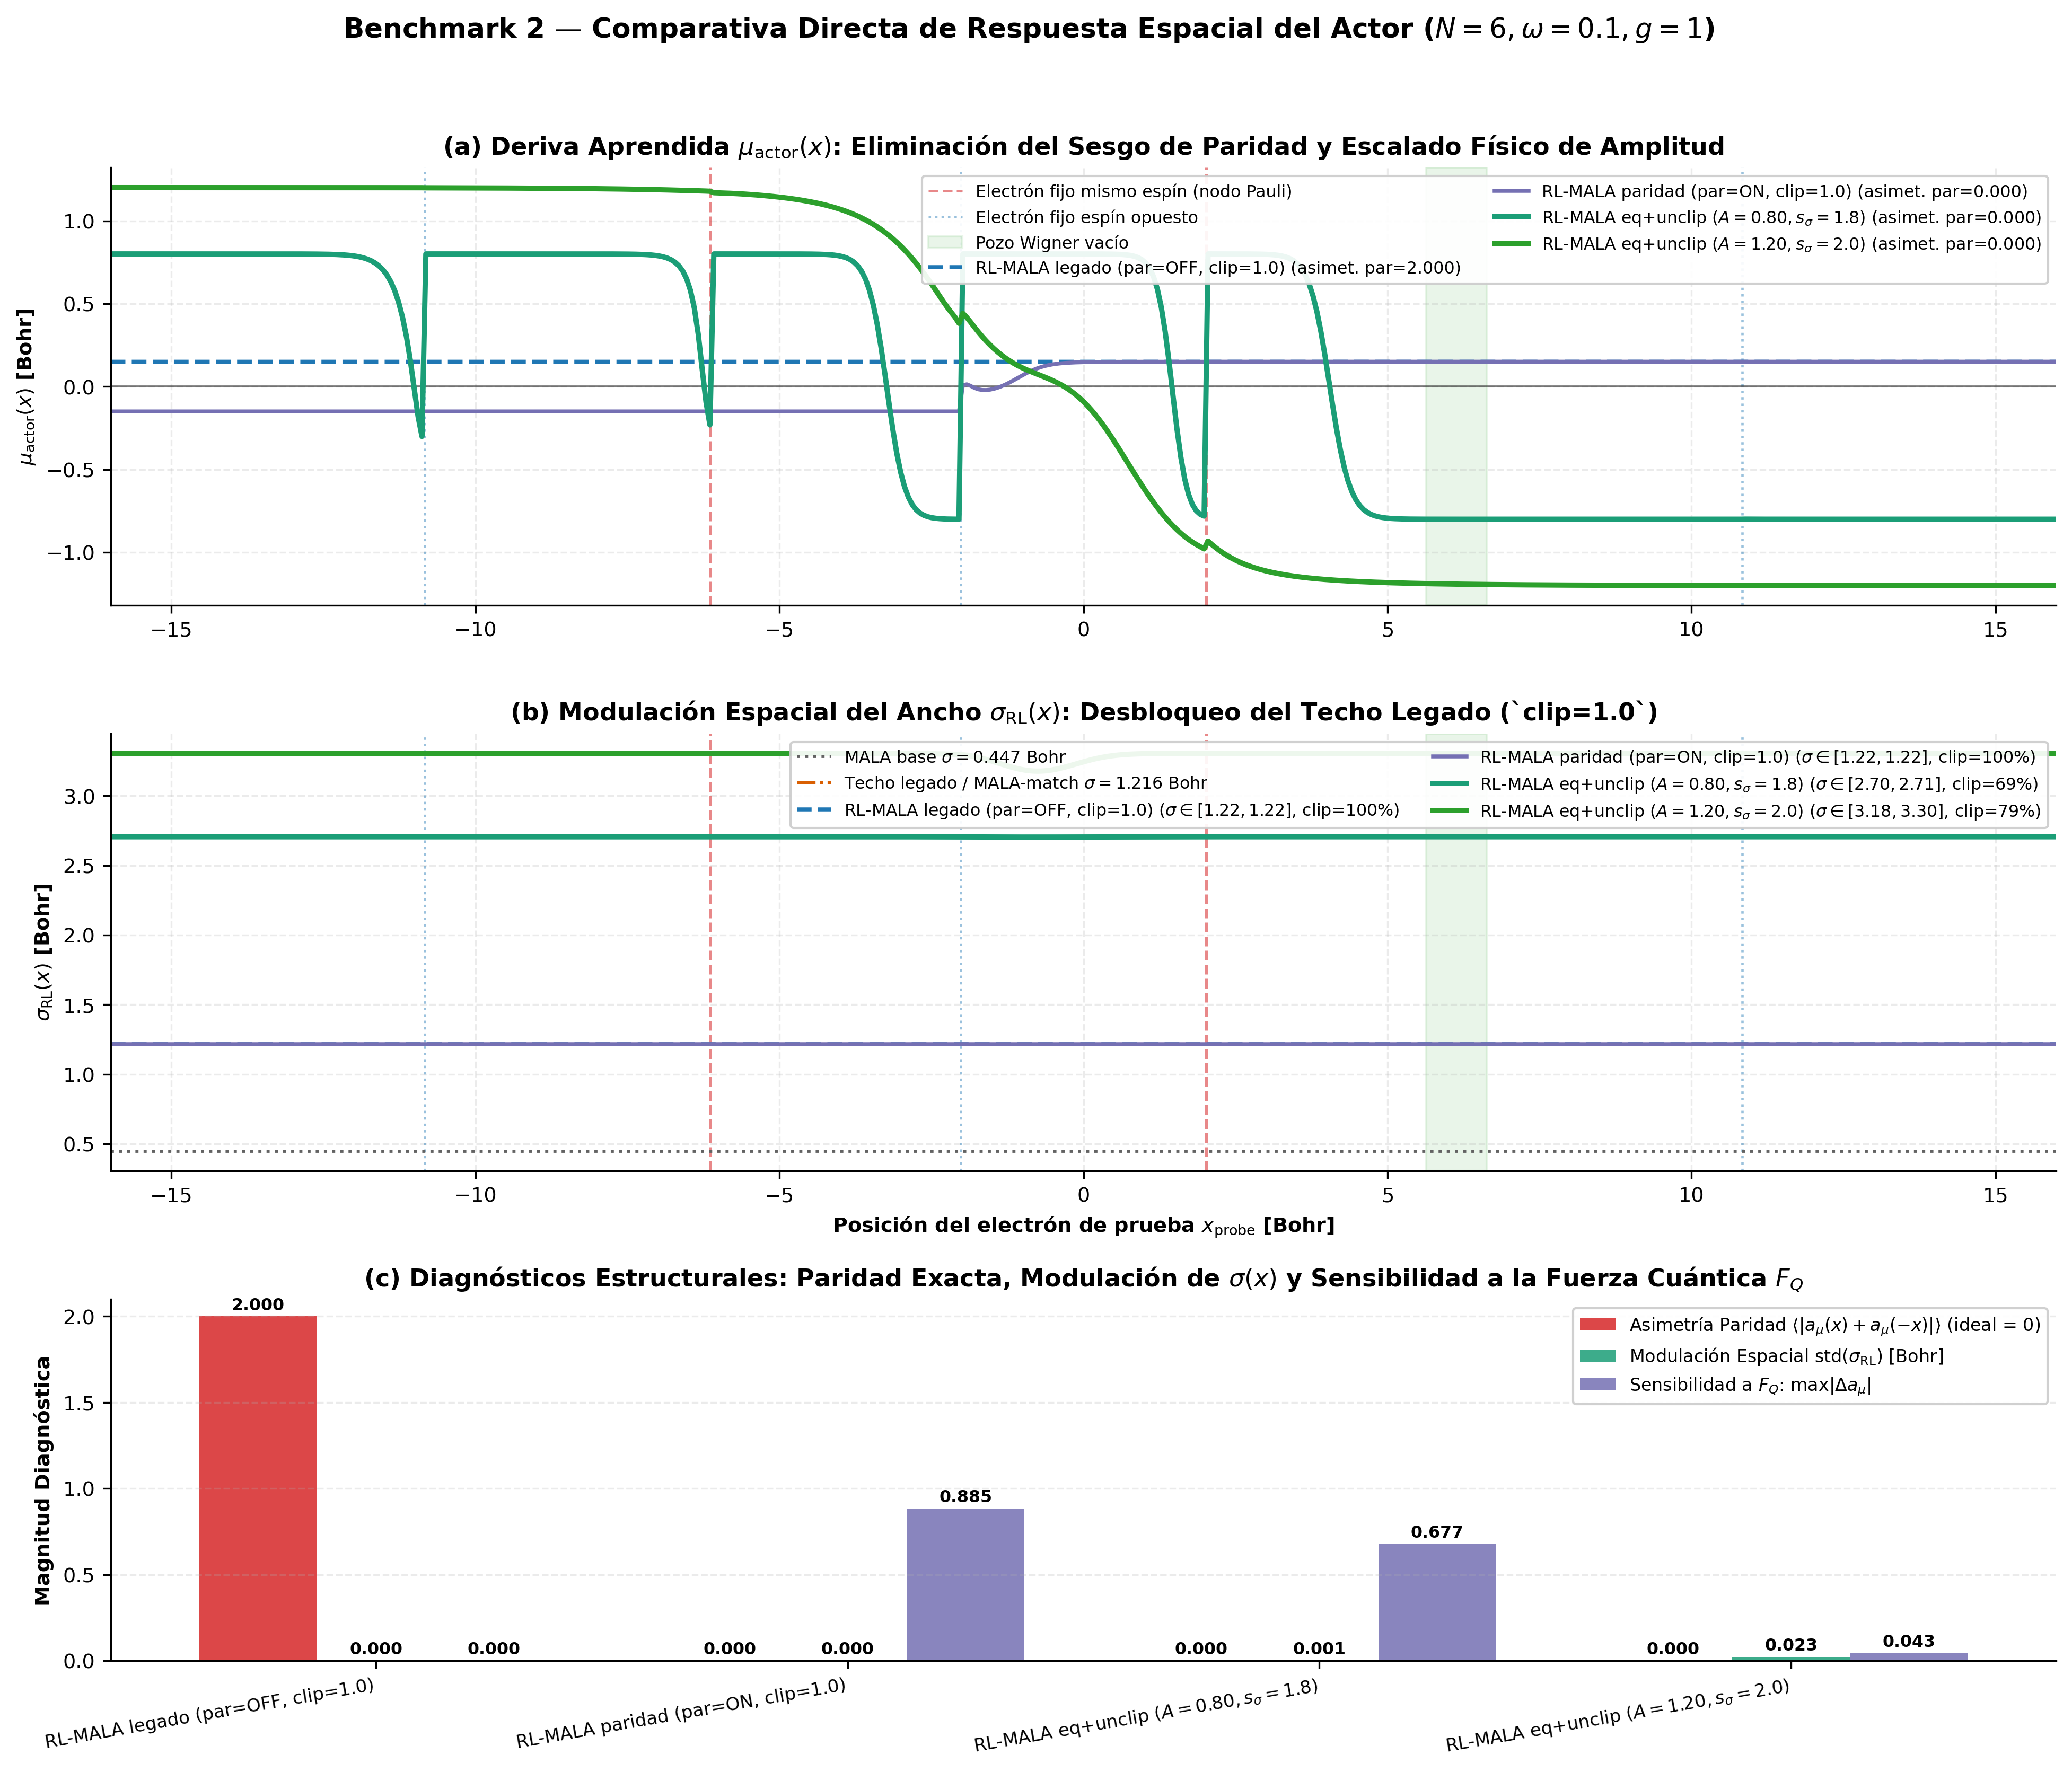 Benchmark 2 — Comparativa Directa de Respuesta Espacial del Actor (N = 6, ω = 0.1, g = 1)
(a) Deriva Aprendida μ_actor(x): Eliminación del Sesgo de Paridad y Escalado Físico de Amplitud
μ_actor(x) [Bohr]
1.0
0.5
0.0
−0.5
−1.0
Electrón fijo mismo espín (nodo Pauli)
Electrón fijo espín opuesto
Pozo Wigner vacío
RL-MALA legado (par=OFF, clip=1.0) (asimet. par=2.000)
RL-MALA paridad (par=ON, clip=1.0) (asimet. par=0.000)
RL-MALA eq+unclip (A = 0.80, s_σ = 1.8) (asimet. par=0.000)
RL-MALA eq+unclip (A = 1.20, s_σ = 2.0) (asimet. par=0.000)
−15 −10 −5 0 5 10 15
(b) Modulación Espacial del Ancho σ_RL(x): Desbloqueo del Techo Legado (`clip=1.0`)
σ_RL(x) [Bohr]
3.0
2.5
2.0
1.5
1.0
0.5
MALA base σ = 0.447 Bohr
Techo legado / MALA-match σ = 1.216 Bohr
RL-MALA legado (par=OFF, clip=1.0) (σ ∈ [1.22, 1.22], clip=100%)
RL-MALA paridad (par=ON, clip=1.0) (σ ∈ [1.22, 1.22], clip=100%)
RL-MALA eq+unclip (A = 0.80, s_σ = 1.8) (σ ∈ [2.70, 2.71], clip=69%)
RL-MALA eq+unclip (A = 1.20, s_σ = 2.0) (σ ∈ [3.18, 3.30], clip=79%)
−15 −10 −5 0 5 10 15
Posición del electrón de prueba x_probe [Bohr]
(c) Diagnósticos Estructurales: Paridad Exacta, Modulación de σ(x) y Sensibilidad a la Fuerza Cuántica F_Q
Magnitud Diagnóstica
2.0
1.5
1.0
0.5
0.0
Asimetría Paridad ⟨|a_μ(x) + a_μ(−x)|⟩ (ideal = 0)
Modulación Espacial std(σ_RL) [Bohr]
Sensibilidad a F_Q: max|Δa_μ|
2.000 0.000 0.000
0.000 0.000 0.885
0.000 0.001 0.677
0.000 0.023 0.043
RL-MALA legado (par=OFF, clip=1.0)
RL-MALA paridad (par=ON, clip=1.0)
RL-MALA eq+unclip (A = 0.80, s_σ = 1.8)
RL-MALA eq+unclip (A = 1.20, s_σ = 2.0)